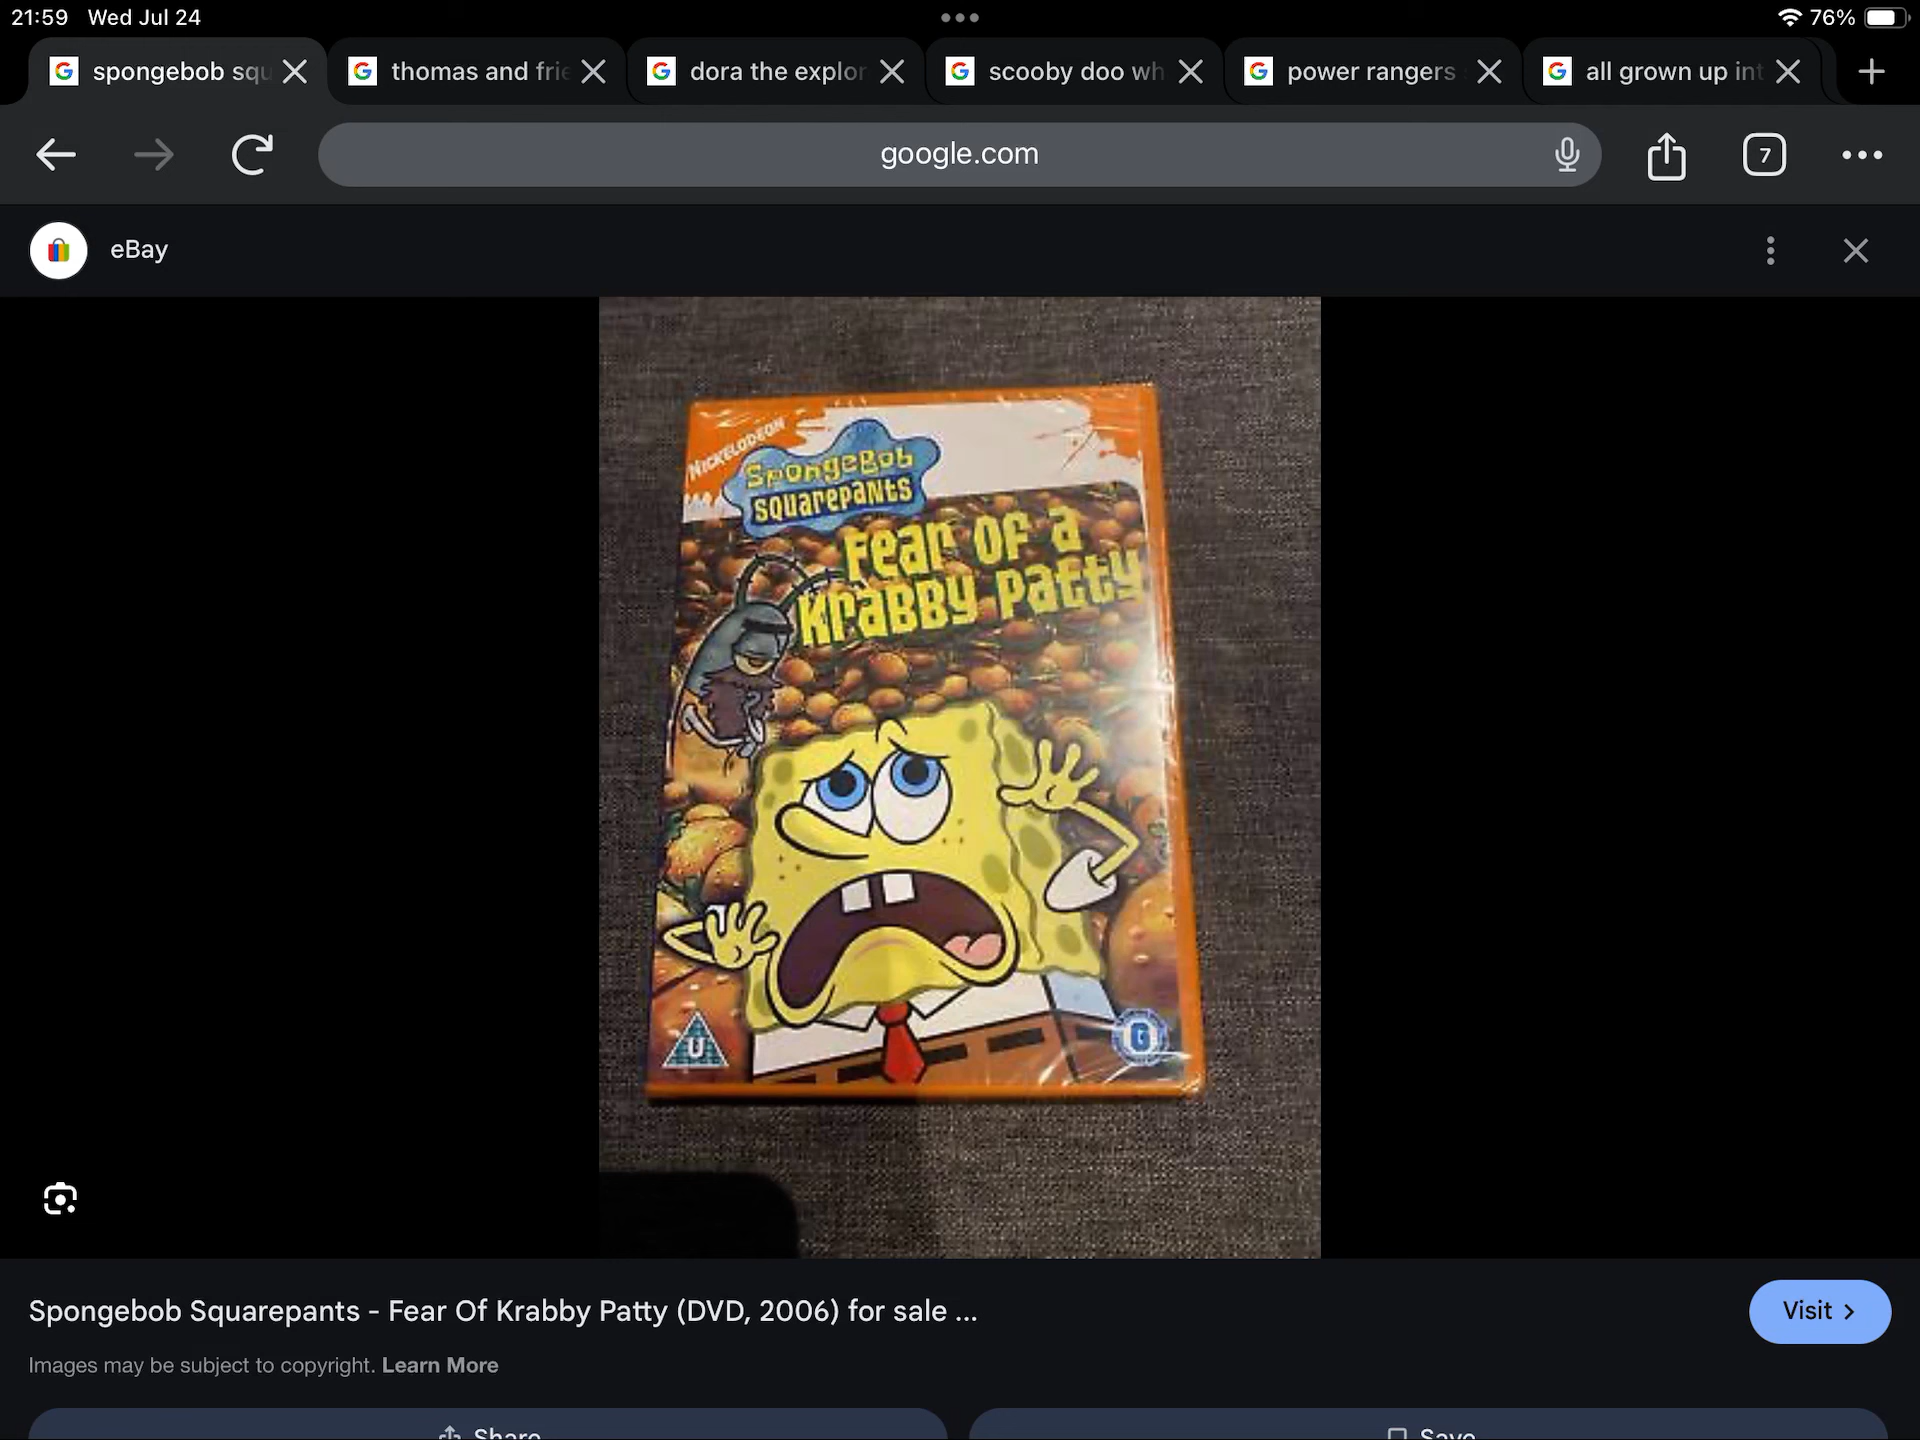 21:59 Wed Jul 24
76%
spongebob squ
thomas and frie
dora the explor
scooby doo wh
power rangers
all grown up int
google.com
7
eBay
NICKELODEON
SpongeBob
SquarePants
Fear of a
Krabby Patty
U
G
Spongebob Squarepants - Fear Of Krabby Patty (DVD, 2006) for sale ...
Visit
Images may be subject to copyright. Learn More
Share
Save